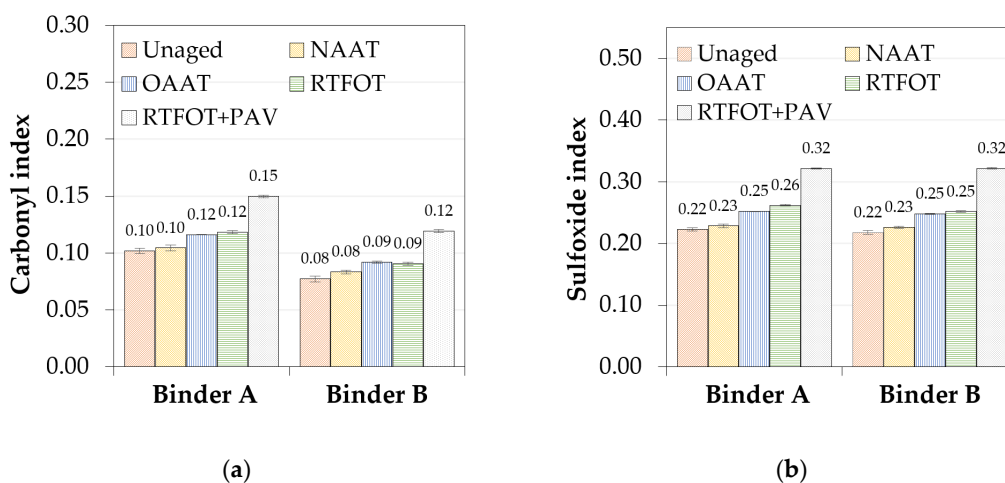 0.30
0.25
0.20
0.15
0.10
0.05
0.00
Carbonyl index
Unaged NAAT
OAAT RTFOT
RTFOT+PAV
0.10 0.10 0.12 0.12 0.15
0.08 0.08 0.09 0.09 0.12
Binder A Binder B
(a)
0.50
0.40
0.30
0.20
0.10
0.00
Sulfoxide index
Unaged NAAT
OAAT RTFOT
RTFOT+PAV
0.22 0.23 0.25 0.26 0.32
0.22 0.23 0.25 0.25 0.32
Binder A Binder B
(b)